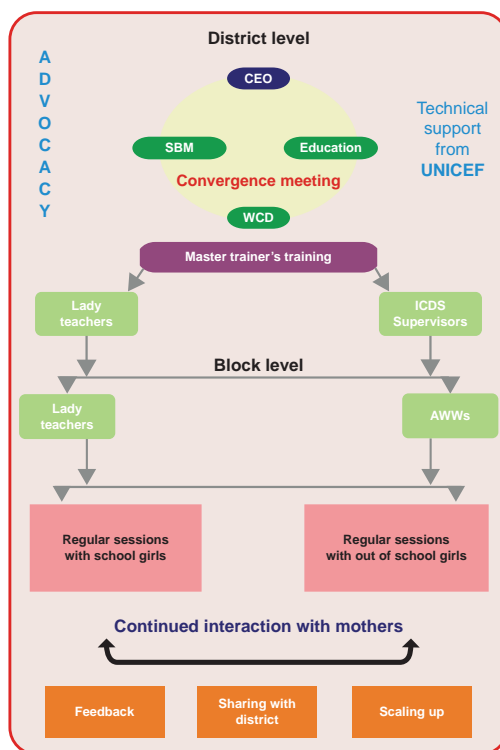 District level
A
D
V
O
C
A
C
Y
CEO
SBM
Education
Convergence meeting
WCD
Technical
support
from
UNICEF
Master trainer's training
Lady
teachers
ICDS
Supervisors
Block level
Lady
teachers
AWWs
Regular sessions
with school girls
Regular sessions
with out of school girls
Continued interaction with mothers
Feedback
Sharing with
district
Scaling up